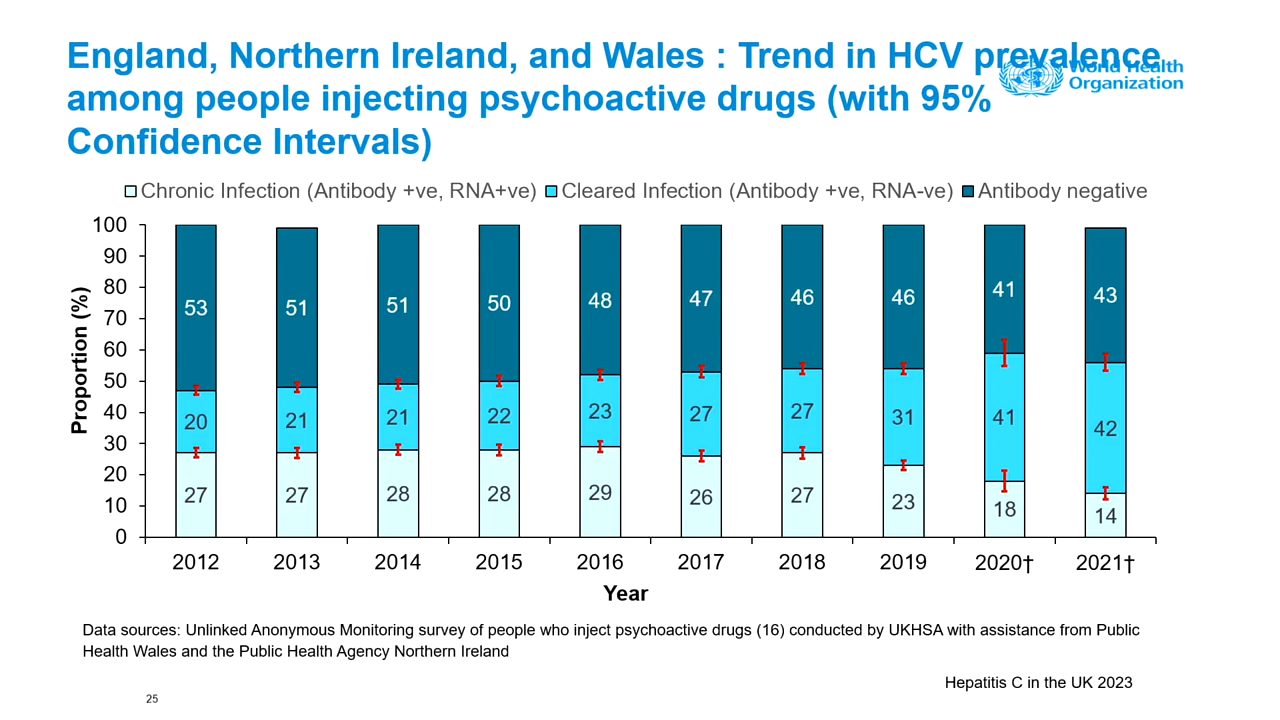 England, Northern Ireland, and Wales : Trend in HCV prevalence
among people injecting psychoactive drugs (with 95%
Confidence Intervals)
World Health
Organization
Chronic Infection (Antibody +ve, RNA+ve) Cleared Infection (Antibody +ve, RNA-ve) Antibody negative
Proportion (%)
100
90
80
70
60
50
40
30
20
10
0
53 51 51 50 48 47 46 46 41 43
20 21 21 22 23 27 27 31 41 42
27 27 28 28 29 26 27 23 18 14
2012 2013 2014 2015 2016 2017 2018 2019 2020† 2021†
Year
Data sources: Unlinked Anonymous Monitoring survey of people who inject psychoactive drugs (16) conducted by UKHSA with assistance from Public
Health Wales and the Public Health Agency Northern Ireland
Hepatitis C in the UK 2023
25